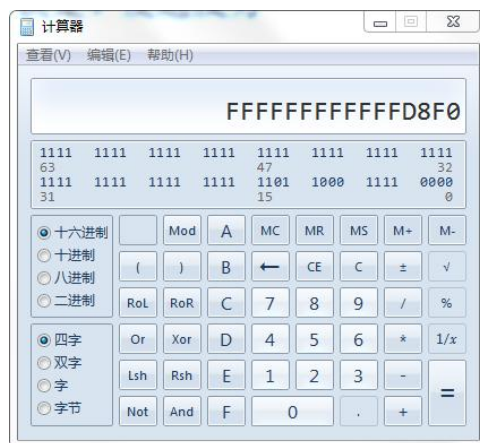 计算器
查看(V) 编辑(E) 帮助(H)
FFFFFFFFFFFFD8F0
1111 1111 1111 1111 1111 1111 1111 1111
63 47 32
1111 1111 1111 1111 1101 1000 1111 0000
31 15 0
十六进制 Mod A MC MR MS M+ M-
十进制
八进制 ( ) B ← CE C ± √
二进制 RoL RoR C 7 8 9 / %
四字 Or Xor D 4 5 6 * 1/x
双字
字 Lsh Rsh E 1 2 3 - =
字节 Not And F 0 . +